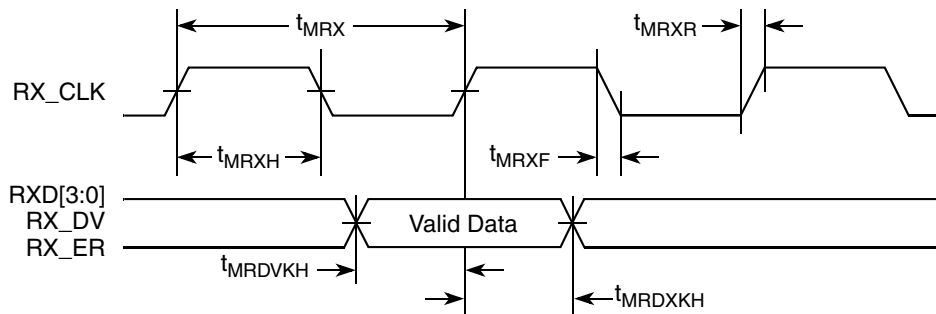 tMRX
tMRXR
RX_CLK
tMRXH
tMRXF
RXD[3:0]
RX_DV
Valid Data
RX_ER
tMRDVKH
tMRDXKH